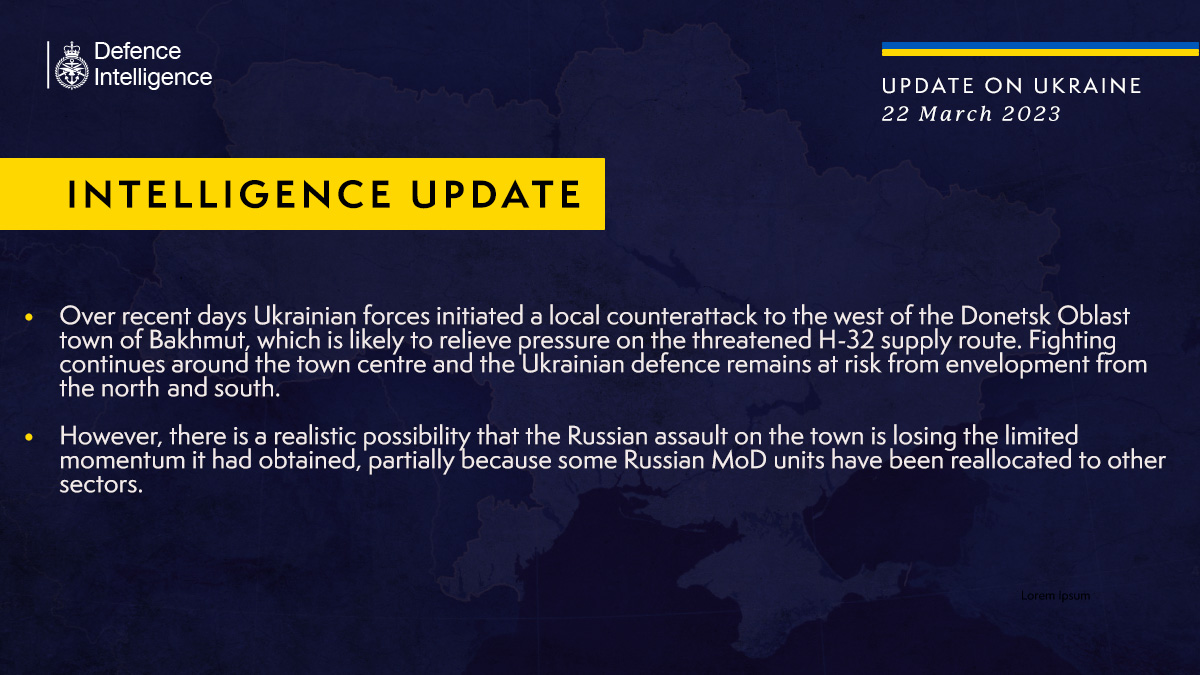 Defence
Intelligence
UPDATE ON UKRAINE
22 March 2023
INTELLIGENCE UPDATE
• Over recent days Ukrainian forces initiated a local counterattack to the west of the Donetsk Oblast
town of Bakhmut, which is likely to relieve pressure on the threatened H-32 supply route. Fighting
continues around the town centre and the Ukrainian defence remains at risk from envelopment from
the north and south.
• However, there is a realistic possibility that the Russian assault on the town is losing the limited
momentum it had obtained, partially because some Russian MoD units have been reallocated to other
sectors.
Lorem ipsum